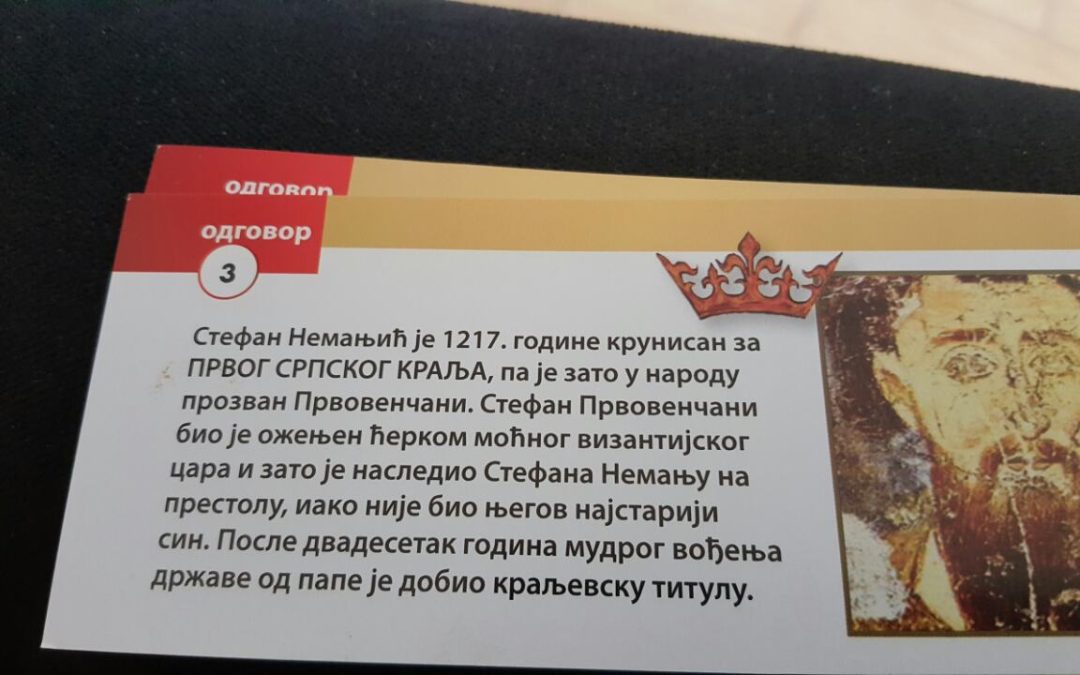 одговор
одговор
3
Стефан Немањић је 1217. године крунисан за
ПРВОГ СРПСКОГ КРАЉА, па је зато у народу
прозван Првовенчани. Стефан Првовенчани
био је ожењен ћерком моћног византијског
цара и зато је наследио Стефана Немању на
престолу, иако није био његов најстарији
син. После двадесетак година мудрог вођења
државе од папе је добио краљевску титулу.